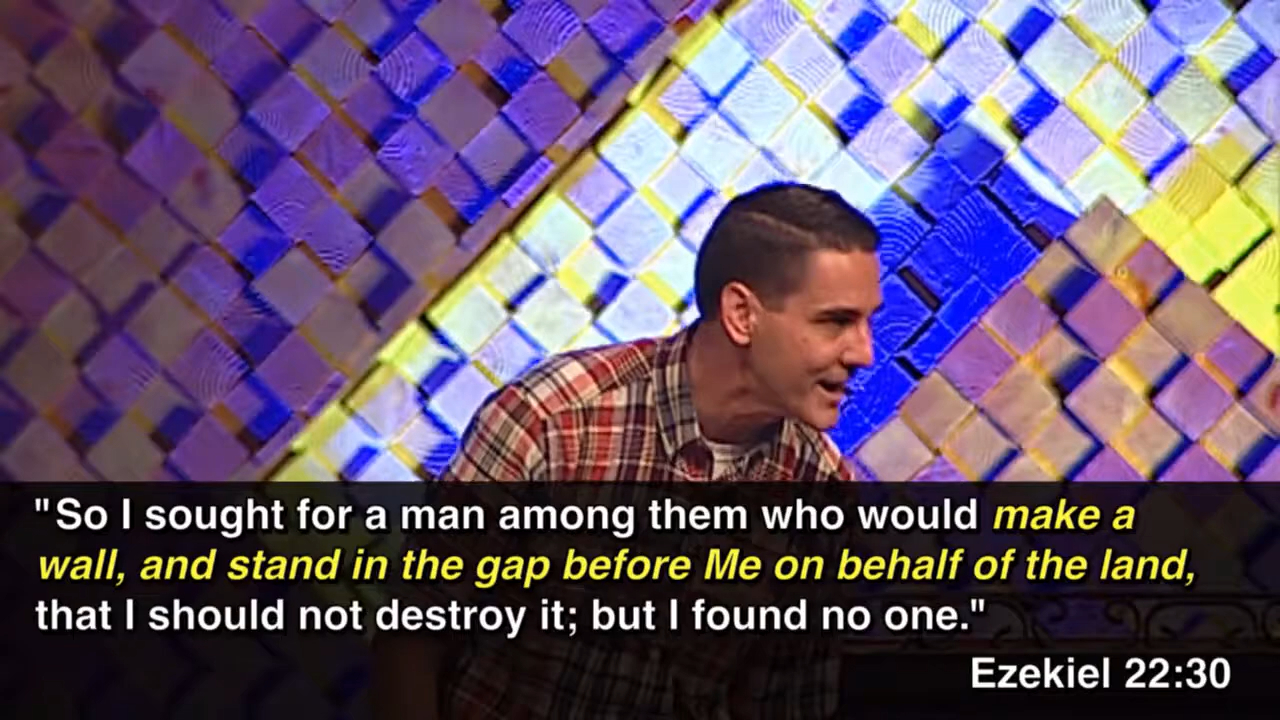 "So I sought for a man among them who would make a
wall, and stand in the gap before Me on behalf of the land,
that I should not destroy it; but I found no one."
Ezekiel 22:30